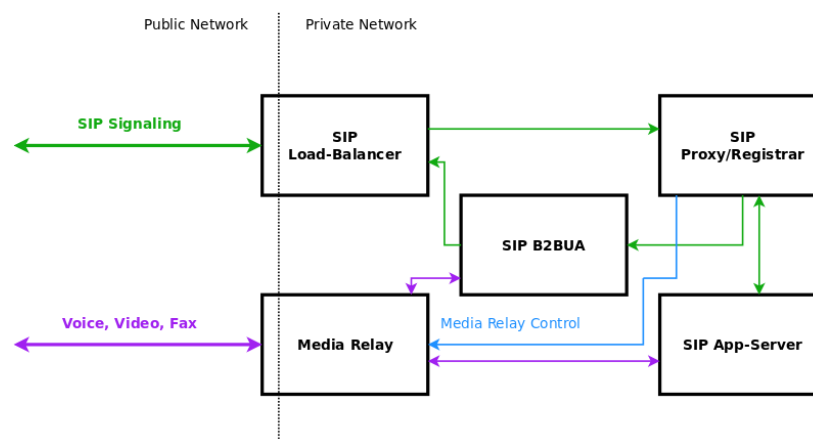 Public Network
Private Network
SIP Signaling
SIP
Load-Balancer
SIP
Proxy/Registrar
SIP B2BUA
Voice, Video, Fax
Media Relay
Media Relay Control
SIP App-Server